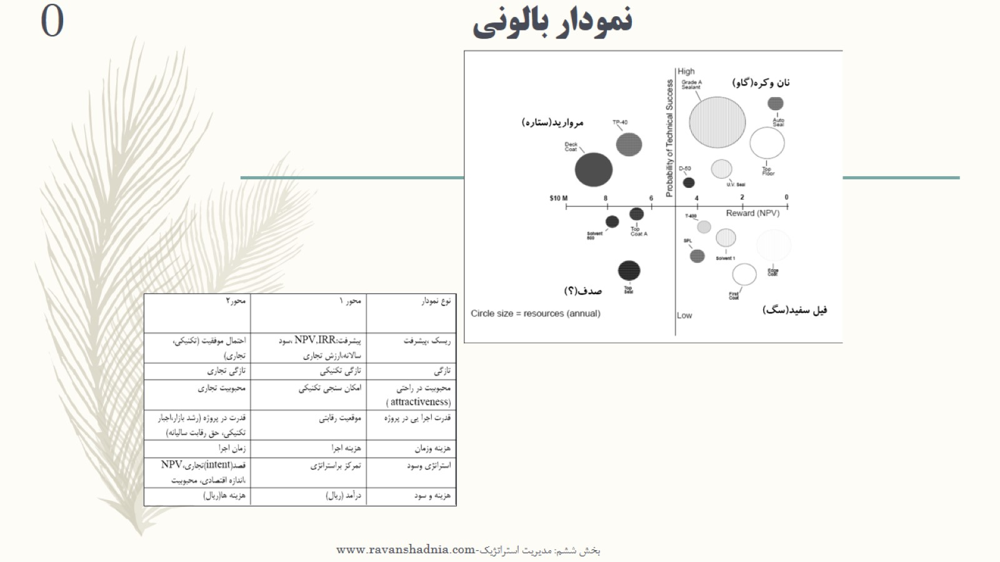 0
نمودار بالونی
High
Grade A
Sealant
نان وکره(گاو)
Auto
Seal
Top
Floor
D-50
U.V. Seal
Probability of Technical Success
مروارید(ستاره)
TP-40
Deck
Coat
$10 M 8 6 4 2 0
Reward (NPV)
Solvent
800
Top
Coat A
Top
Seal
صدف(؟)
T-400
SPL
Solvent 1
Edge
Coat
First
Coat
فیل سفید(سگ)
Low
Circle size = resources (annual)
نوع نمودار محور ۱ محور۲
ریسک ،پیشرفت پیشرفت:NPV,IRR ،سود احتمال موفقیت (تکنیکی،
سالانه،ارزش تجاری تجاری)
تازگی تازگی تکنیکی تازگی تجاری
محبوبیت در راحتی امکان سنجی تکنیکی محبوبیت تجاری
(attractiveness )
قدرت اجرا یی در پروژه موقعیت رقابتی قدرت در پروژه (رشد بازار،اجبار
تکنیکی، حق رقابت سالیانه)
هزینه وزمان هزینه اجرا زمان اجرا
استراتژی وسود تمرکز براستراتژی قصد(intent)تجاری،NPV
،اندازه اقتصادی، محبوبیت
هزینه و سود درآمد (ریال) هزینه ها(ریال)
بخش ششم: مدیریت استراتژیک-www.ravanshadnia.com